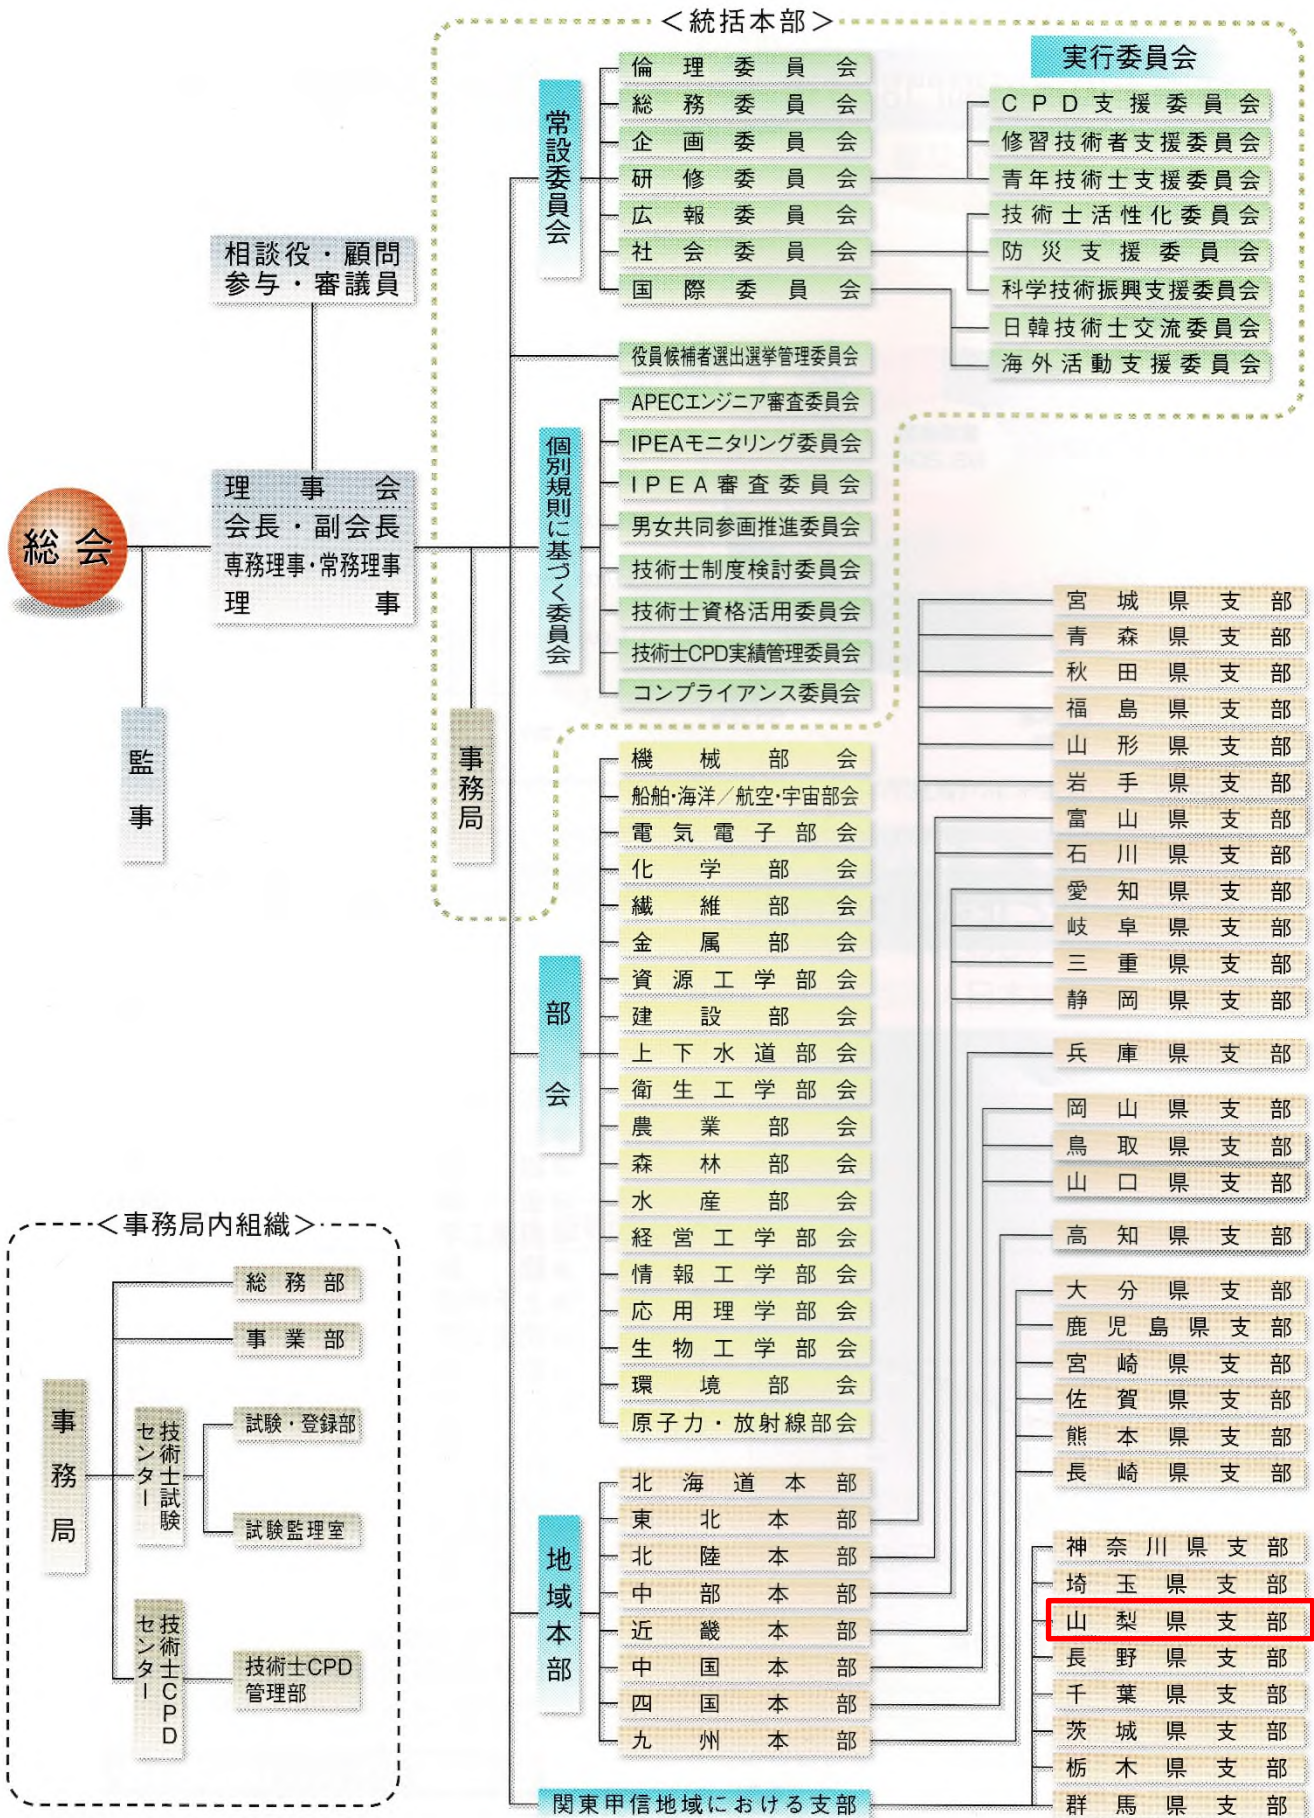 ＜統括本部＞
実行委員会
常設委員会
倫理委員会
総務委員会
企画委員会
研修委員会
広報委員会
社会委員会
国際委員会
CPD支援委員会
修習技術者支援委員会
青年技術士支援委員会
技術士活性化委員会
防災支援委員会
科学技術振興支援委員会
日韓技術士交流委員会
海外活動支援委員会
相談役・顧問
参与・審議員
役員候補者選出選挙管理委員会
個別規則に基づく委員会
APECエンジニア審査委員会
IPEAモニタリング委員会
IPEA審査委員会
男女共同参画推進委員会
技術士制度検討委員会
技術士資格活用委員会
技術士CPD実績管理委員会
コンプライアンス委員会
総会
理事会
会長・副会長
専務理事・常務理事
理事
監事
事務局
部会
機械部会
船舶・海洋／航空・宇宙部会
電気電子部会
化学部会
繊維部会
金属部会
資源工学部会
建設部会
上下水道部会
衛生工学部会
農業部会
森林部会
水産部会
経営工学部会
情報工学部会
応用理学部会
生物工学部会
環境部会
原子力・放射線部会
地域本部
北海道本部
東北本部
北陸本部
中部本部
近畿本部
中国本部
四国本部
九州本部
関東甲信地域における支部
宮城県支部
青森県支部
秋田県支部
福島県支部
山形県支部
岩手県支部
富山県支部
石川県支部
愛知県支部
岐阜県支部
三重県支部
静岡県支部
兵庫県支部
岡山県支部
鳥取県支部
山口県支部
高知県支部
大分県支部
鹿児島県支部
宮崎県支部
佐賀県支部
熊本県支部
長崎県支部
神奈川県支部
埼玉県支部
山梨県支部
長野県支部
千葉県支部
茨城県支部
栃木県支部
群馬県支部
＜事務局内組織＞
事務局
総務部
事業部
技術士試験
センター
試験・登録部
試験監理室
技術士CPD
センター
技術士CPD
管理部